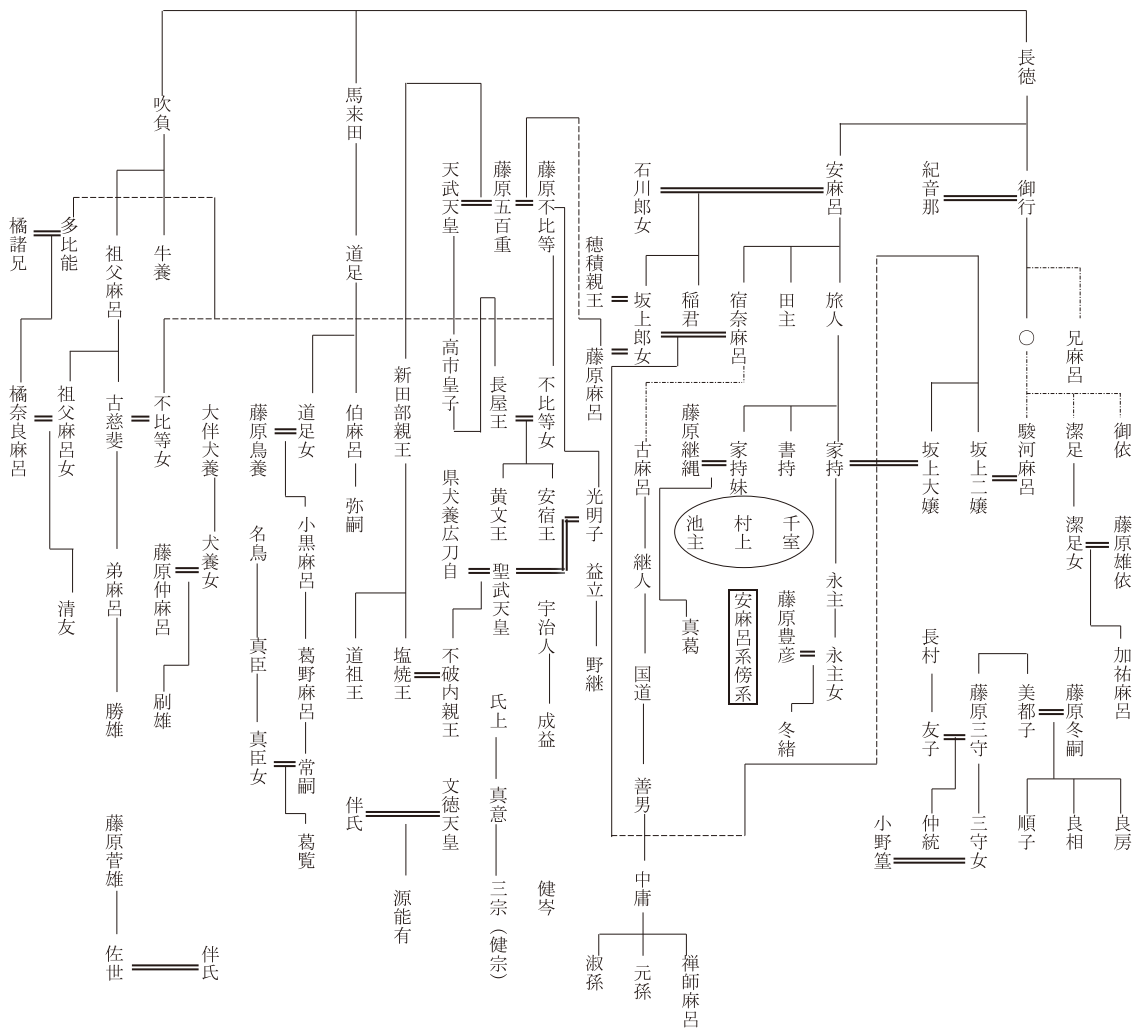 長徳
馬来田
吹負
御行
紀音那
安麻呂
石川郎女
藤原不比等
藤原五百重
天武天皇
多比能
橘諸兄
牛養
祖父麻呂
道足
穂積親王
坂上郎女
稲君
宿奈麻呂
田主
旅人
○
兄麻呂
藤原麻呂
高市皇子
長屋王
不比等女
新田部親王
伯麻呂
道足女
藤原鳥養
大伴犬養
不比等女
古慈斐
祖父麻呂女
橘奈良麻呂
御依
潔足
駿河麻呂
坂上二嬢
坂上大嬢
家持
書持
家持妹
藤原継縄
古麻呂
光明子
安宿王
黄文王
県犬養広刀自
弥嗣
小黒麻呂
名鳥
犬養女
藤原仲麻呂
弟麻呂
清友
千室
村上
池主
藤原雄依
潔足女
永主
継人
益立
聖武天皇
宇治人
安麻呂系傍系
藤原豊彦
永主女
真葛
加祐麻呂
長村
野継
国道
不破内親王
塩焼王
道祖王
葛野麻呂
真臣
刷雄
勝雄
藤原冬嗣
美都子
藤原三守
友子
冬緒
成益
氏上
常嗣
真臣女
善男
真意
文徳天皇
伴氏
葛覧
藤原菅雄
良房
良相
順子
三守女
仲統
小野篁
中庸
健岑
三宗（健宗）
源能有
伴氏
佐世
禅師麻呂
元孫
淑孫